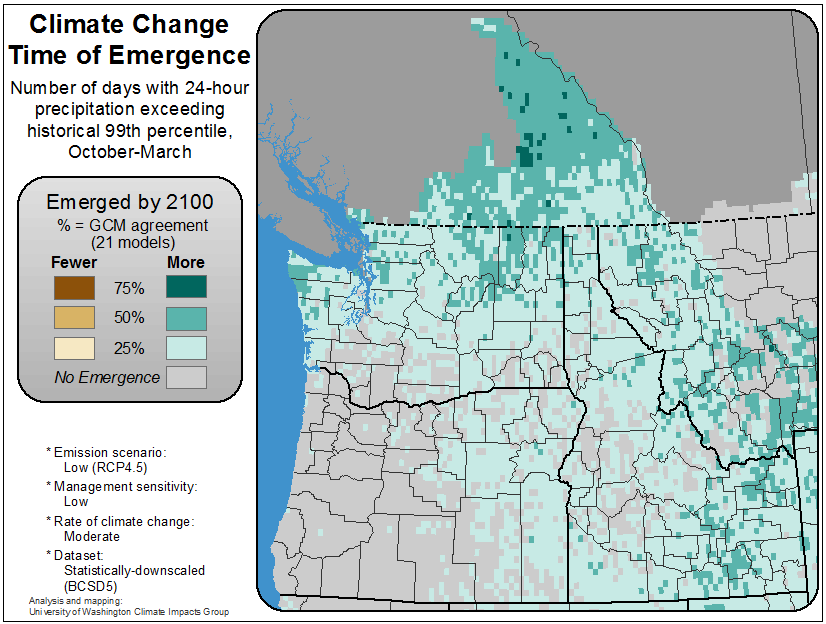 Climate Change
Time of Emergence
Number of days with 24-hour
precipitation exceeding
historical 99th percentile,
October-March
Emerged by 2100
% = GCM agreement
(21 models)
Fewer More
75%
50%
25%
No Emergence
* Emission scenario:
Low (RCP4.5)
* Management sensitivity:
Low
* Rate of climate change:
Moderate
* Dataset:
Statistically-downscaled
(BCSD5)
Analysis and mapping:
University of Washington Climate Impacts Group